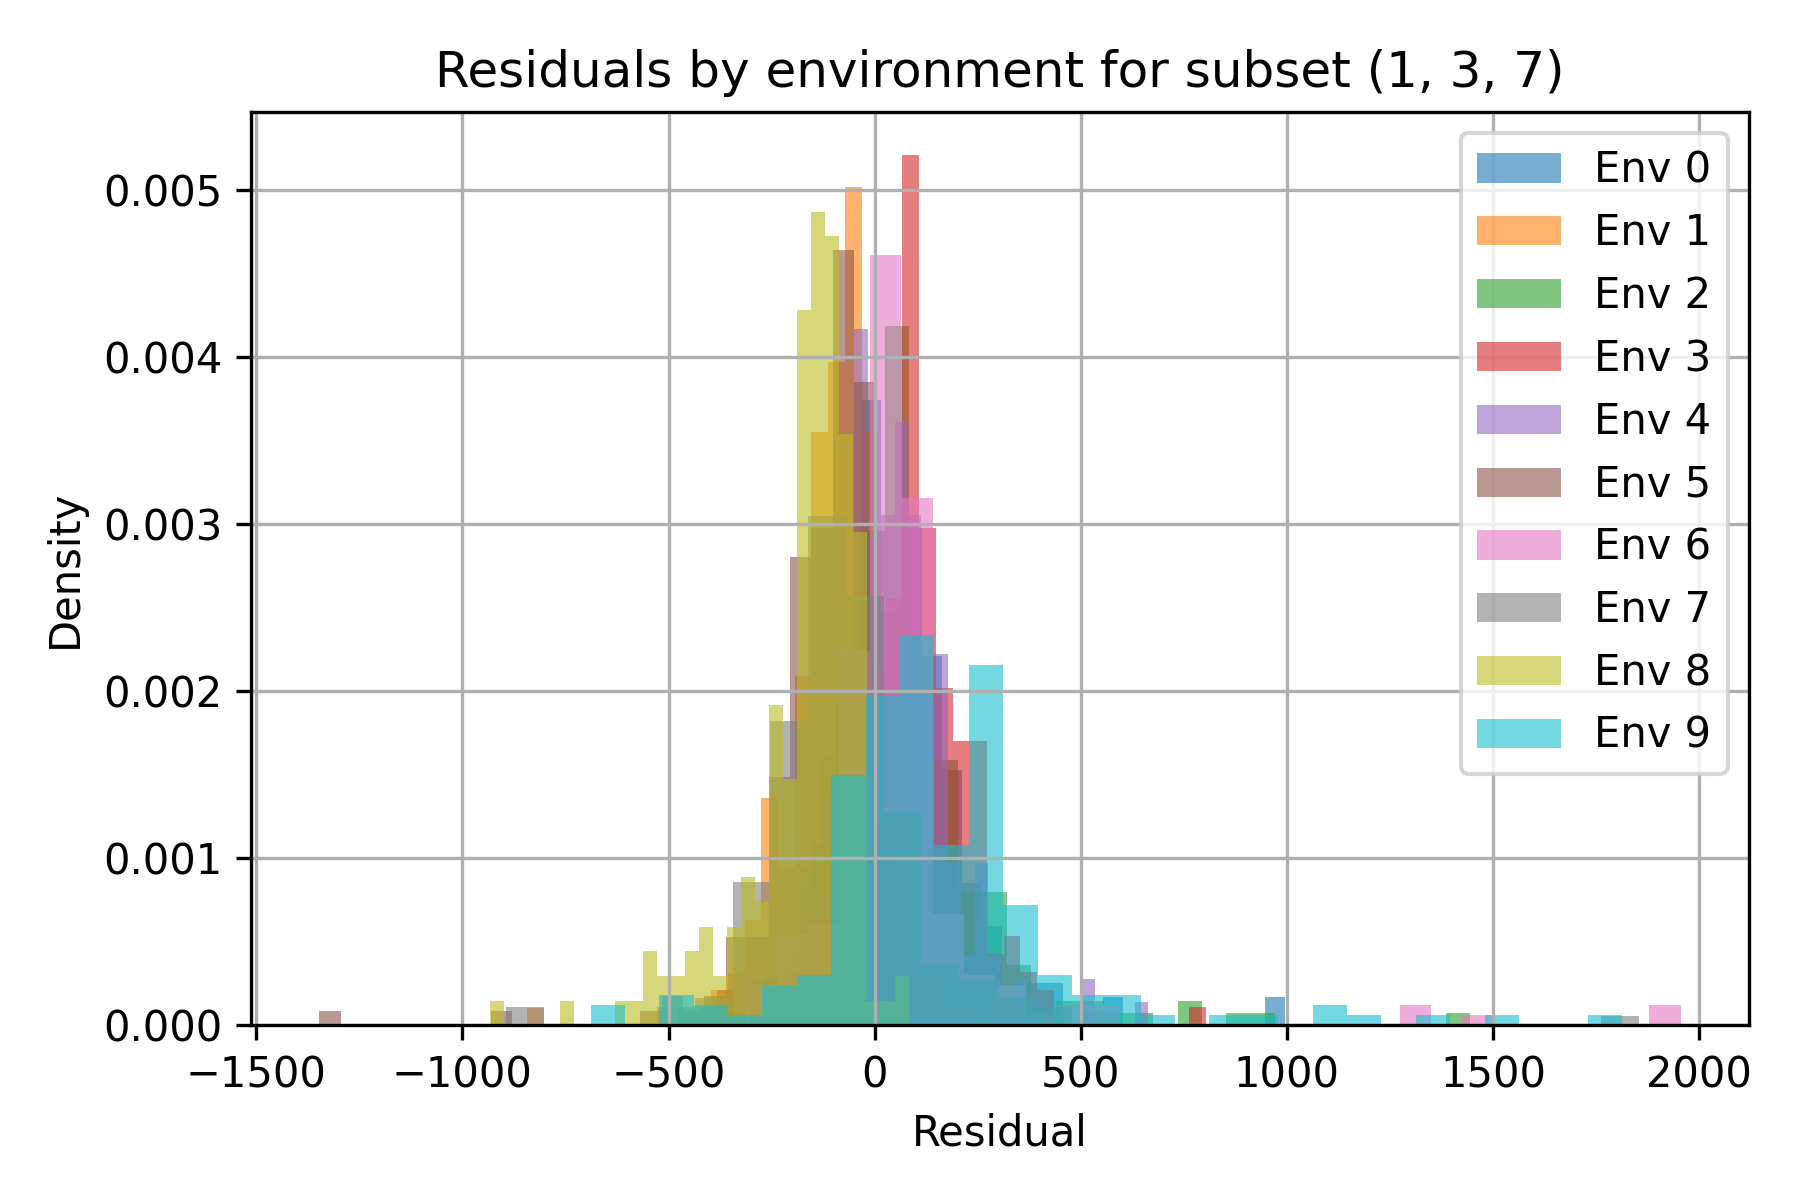 Residuals by environment for subset (1, 3, 7)
Env 0
Env 1
Env 2
Env 3
Env 4
Env 5
Env 6
Env 7
Env 8
Env 9
Density
0.005
0.004
0.003
0.002
0.001
0.000
−1500 −1000 −500 0 500 1000 1500 2000
Residual